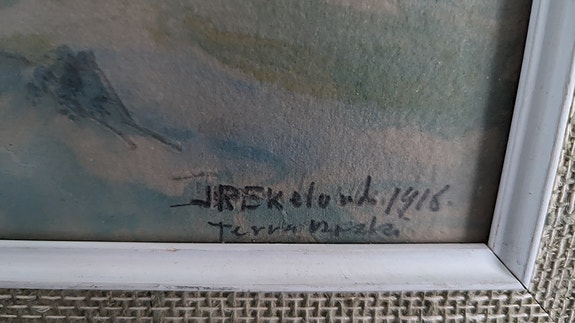 J R Ekelund. 1916.
Terra